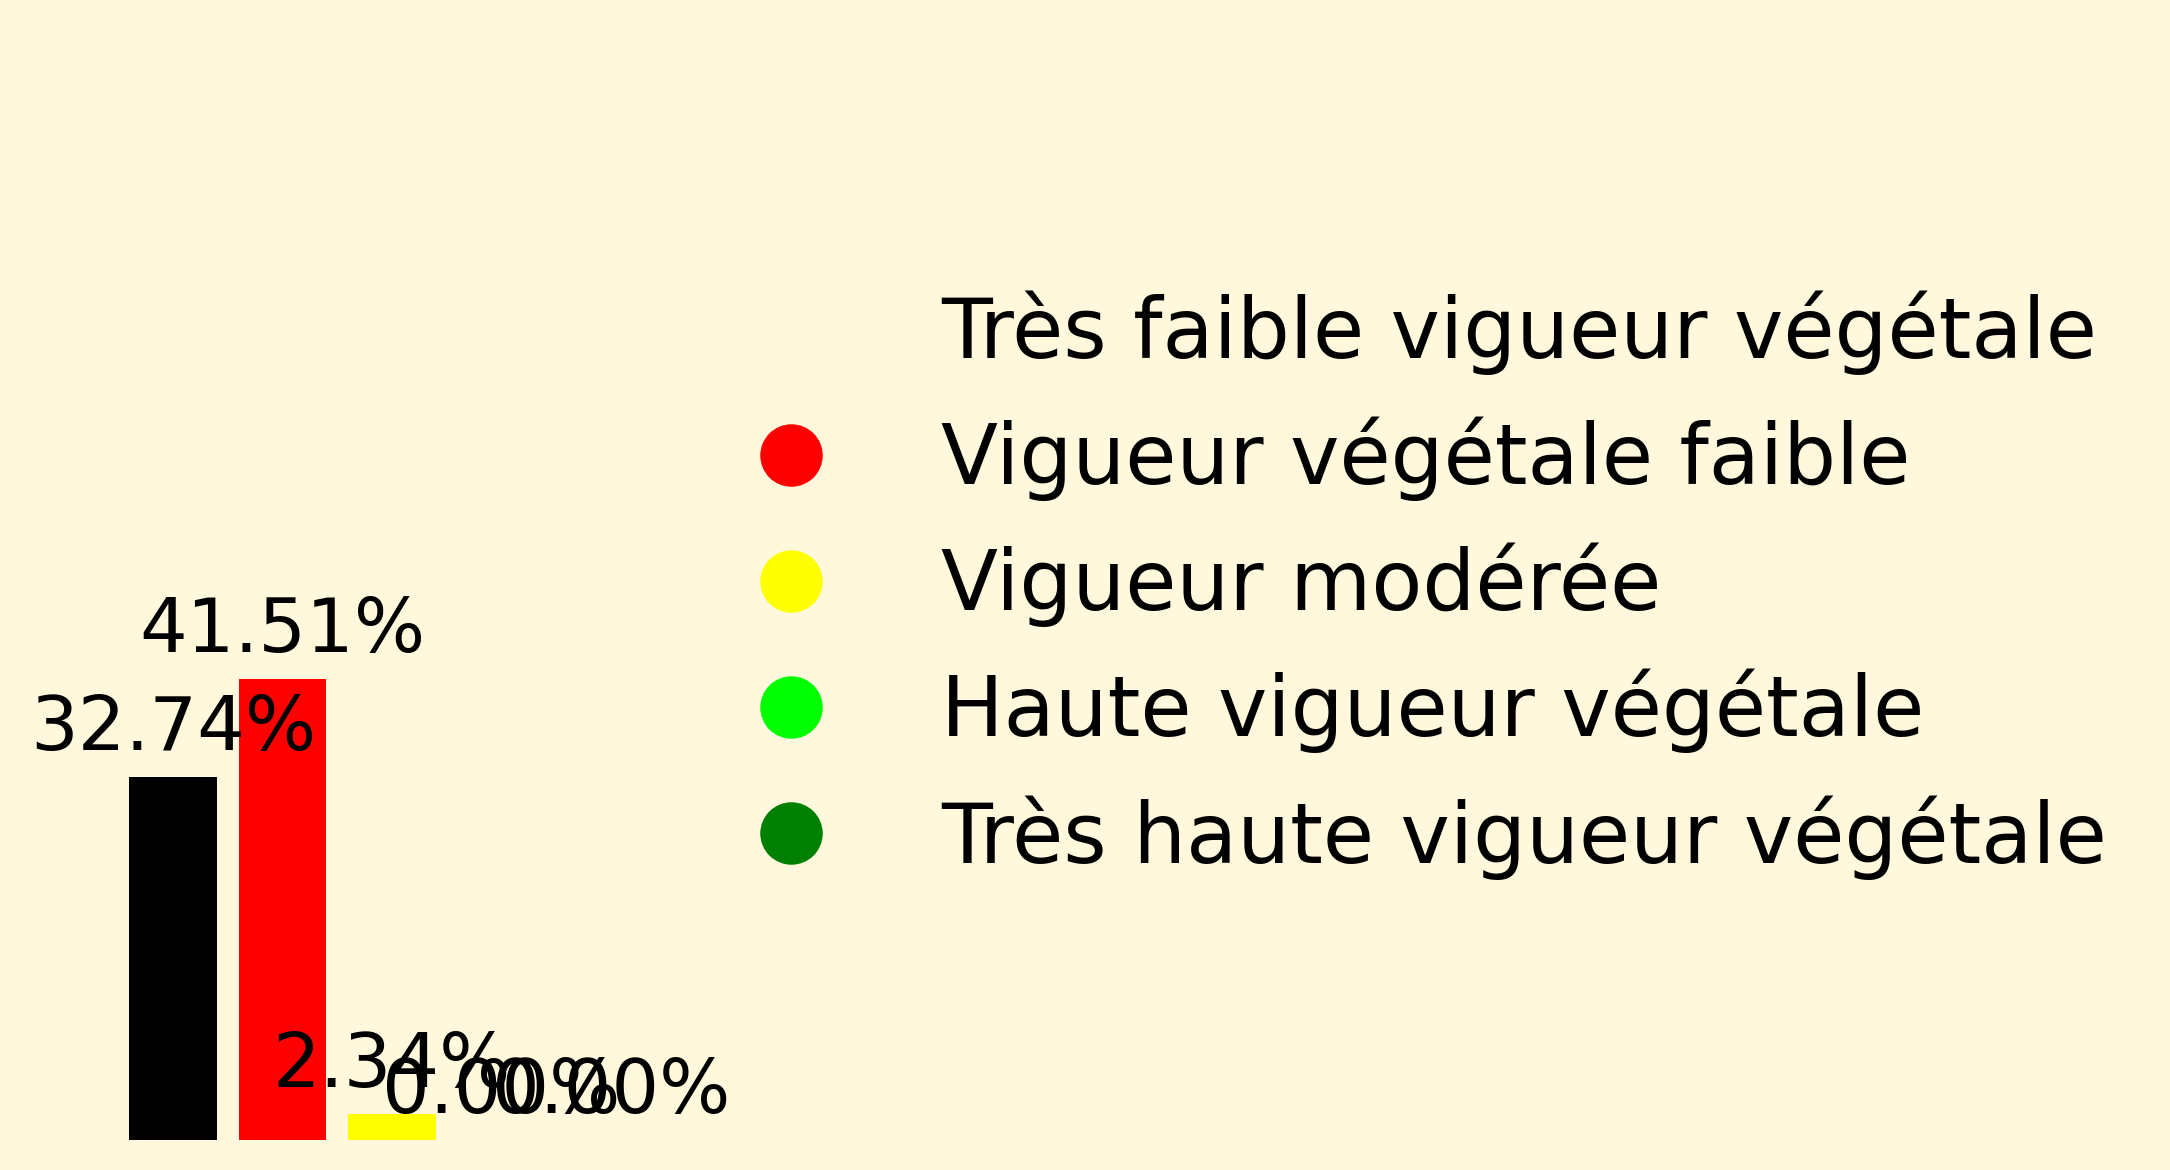 Très faible vigueur végétale
Vigueur végétale faible
Vigueur modérée
Haute vigueur végétale
Très haute vigueur végétale
41.51%
32.74%
2.34%
0.00%
0.00%